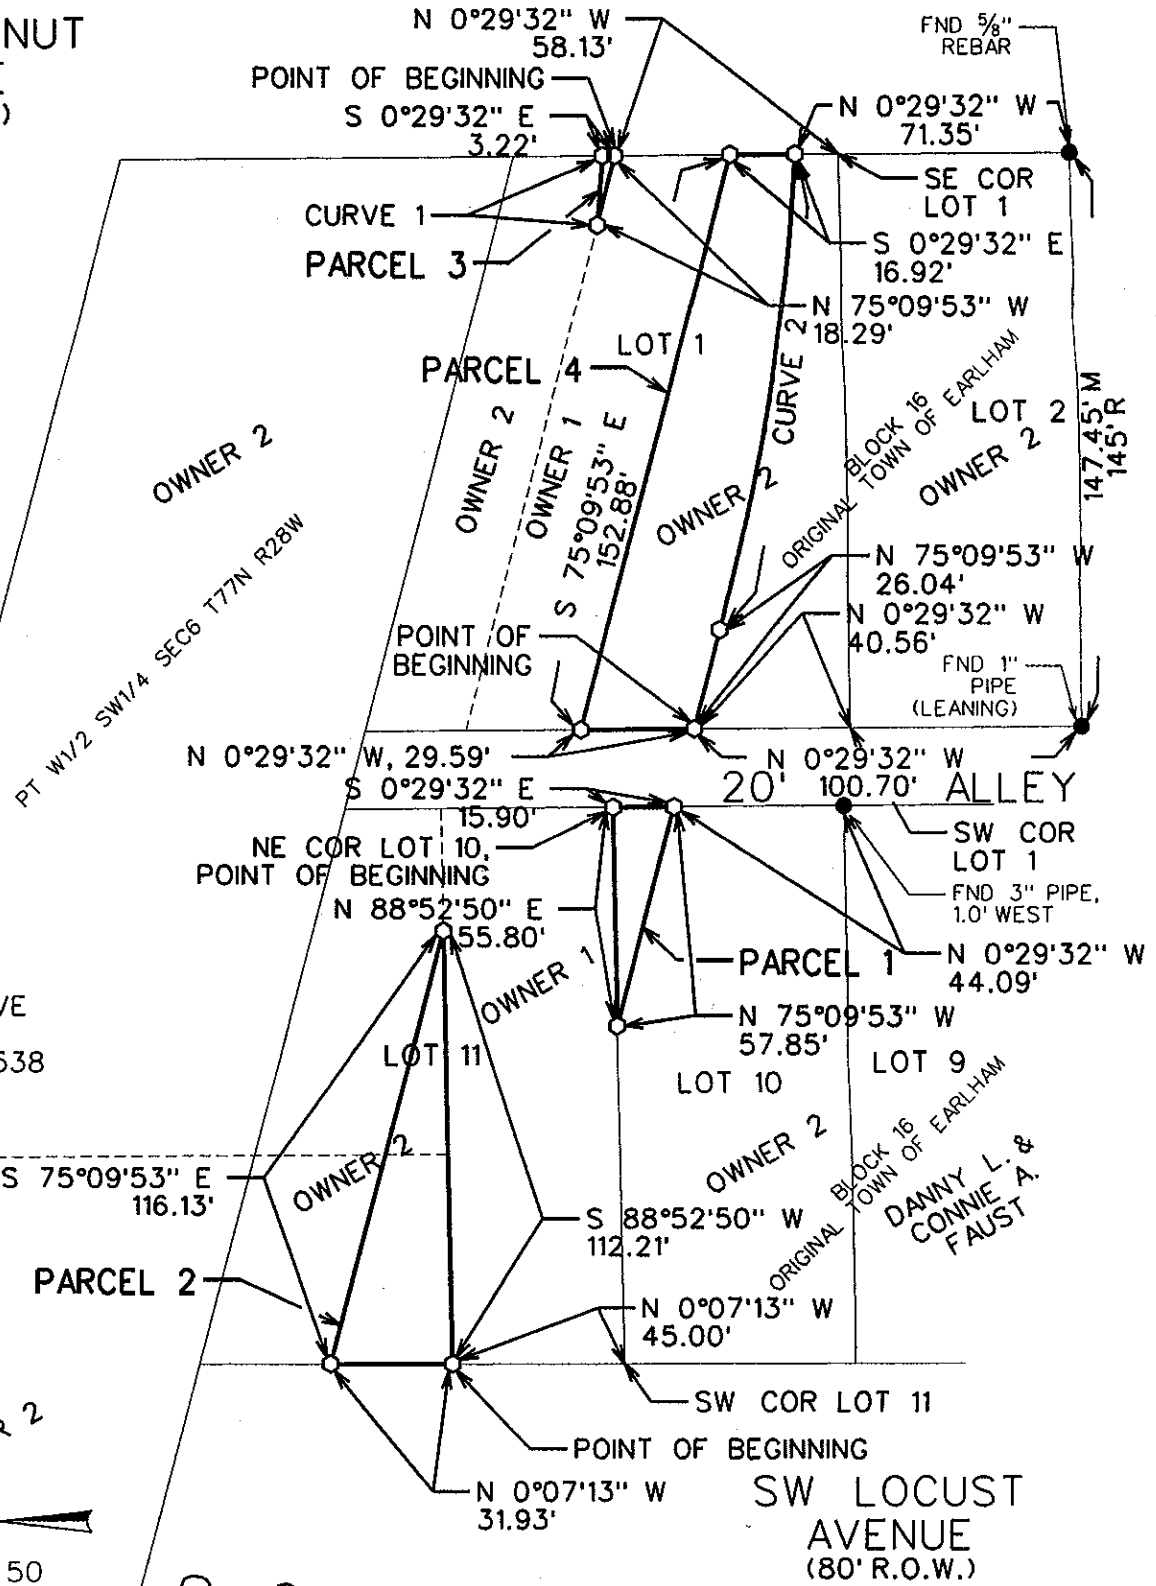 NUT
)
N 0°29'32" W
58.13'
FND 5/8"
REBAR
POINT OF BEGINNING
S 0°29'32" E
3.22'
N 0°29'32" W
71.35'
SE COR
LOT 1
CURVE 1
PARCEL 3
S 0°29'32" E
16.92'
N 75°09'53" W
18.29'
LOT 1
PARCEL 4
CURVE 2
BLOCK 16
ORIGINAL TOWN OF EARLHAM
LOT 2
OWNER 2
147.45' M
145' R
OWNER 2
OWNER 2
OWNER 1
S 75°09'53" E
152.88'
OWNER 2
PT W1/2 SW1/4 SEC6 T77N R28W
N 75°09'53" W
26.04'
N 0°29'32" W
40.56'
POINT OF
BEGINNING
FND 1"
PIPE
(LEANING)
N 0°29'32" W, 29.59'
N 0°29'32" W
100.70'
20' ALLEY
S 0°29'32" E
15.90'
NE COR LOT 10,
POINT OF BEGINNING
SW COR
LOT 1
FND 3" PIPE,
1.0' WEST
N 88°52'50" E
55.80'
OWNER 1
PARCEL 1
N 0°29'32" W
44.09'
VE
538
N 75°09'53" W
57.85'
LOT 11
LOT 10
LOT 9
BLOCK 16
ORIGINAL TOWN OF EARLHAM
S 75°09'53" E
116.13'
OWNER 2
OWNER 2
DANNY L. &
CONNIE A.
FAUST
S 88°52'50" W
112.21'
PARCEL 2
N 0°07'13" W
45.00'
SW COR LOT 11
R 2
POINT OF BEGINNING
N 0°07'13" W
31.93'
SW LOCUST
AVENUE
(80' R.O.W.)
50